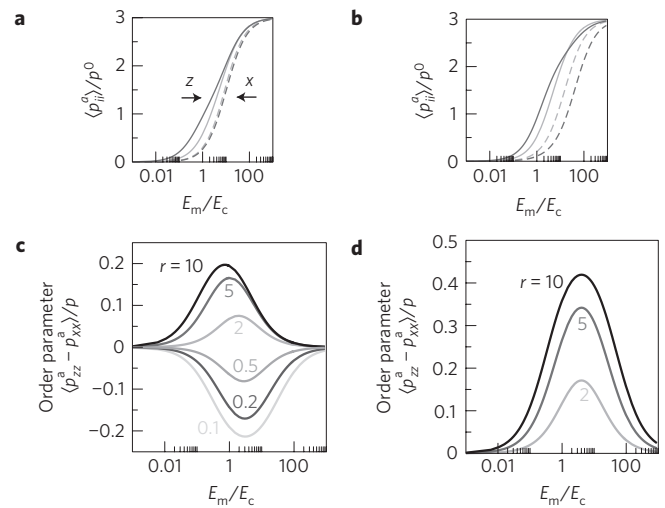 a
⟨p^a_ii⟩/p^0
3
2
1
0
z
x
0.01 1 100
E_m/E_c
b
⟨p^a_ii⟩/p^0
3
2
1
0
0.01 1 100
E_m/E_c
c
Order parameter
⟨p^a_zz − p^a_xx⟩/p
0.2
0.1
0
−0.1
−0.2
r = 10
5
2
0.5
0.2
0.1
0.01 1 100
E_m/E_c
d
Order parameter
⟨p^a_zz − p^a_xx⟩/p
0.5
0.4
0.3
0.2
0.1
0
r = 10
5
2
0.01 1 100
E_m/E_c